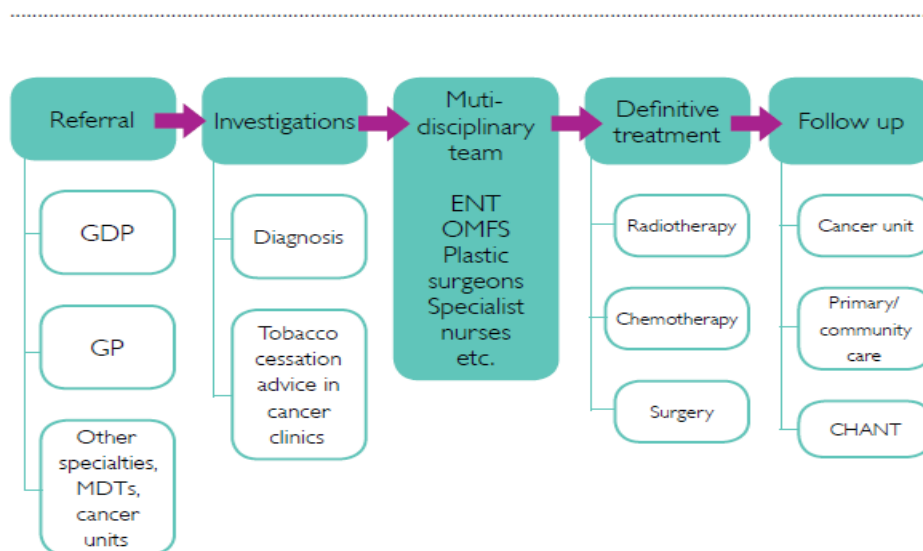 Referral
GDP
GP
Other
specialties,
MDTs,
cancer
units
Investigations
Diagnosis
Tobacco
cessation
advice in
cancer
clinics
Muti-
disciplinary
team
ENT
OMFS
Plastic
surgeons
Specialist
nurses
etc.
Definitive
treatment
Radiotherapy
Chemotherapy
Surgery
Follow up
Cancer unit
Primary/
community
care
CHANT